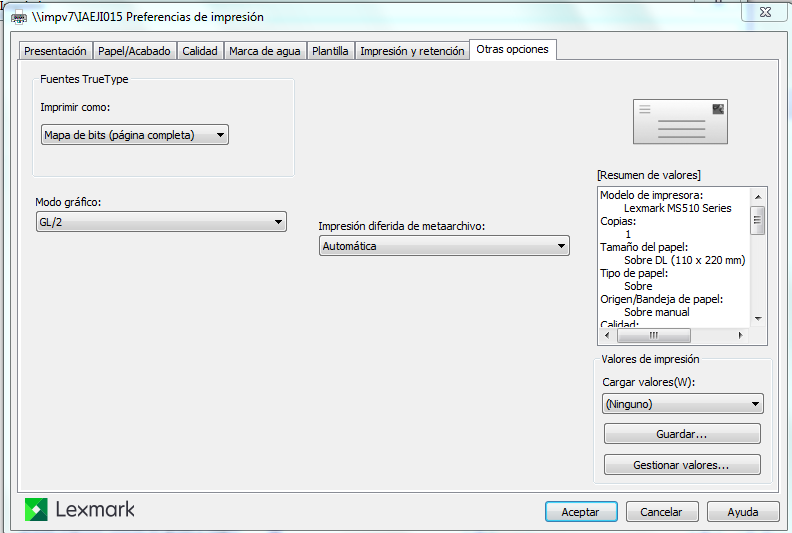 \\impv7\IAEJI015 Preferencias de impresión
Presentación Papel/Acabado Calidad Marca de agua Plantilla Impresión y retención Otras opciones
Fuentes TrueType
Imprimir como:
Mapa de bits (página completa)
Modo gráfico:
GL/2
Impresión diferida de metaarchivo:
Automática
[Resumen de valores]
Modelo de impresora:
Lexmark MS510 Series
Copias:
1
Tamaño del papel:
Sobre DL (110 x 220 mm)
Tipo de papel:
Sobre
Origen/Bandeja de papel:
Sobre manual
Calidad:
Valores de impresión
Cargar valores(W):
(Ninguno)
Guardar...
Gestionar valores...
Lexmark
Aceptar Cancelar Ayuda